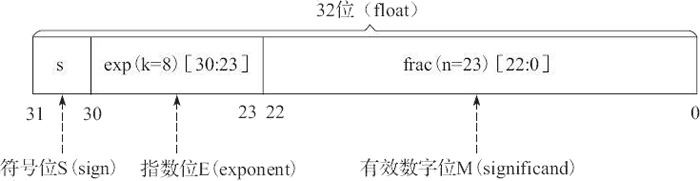 32位（float）
s exp(k=8)［30:23］ frac(n=23)［22:0］
31 30 23 22 0
符号位S(sign) 指数位E(exponent) 有效数字位M(significand)